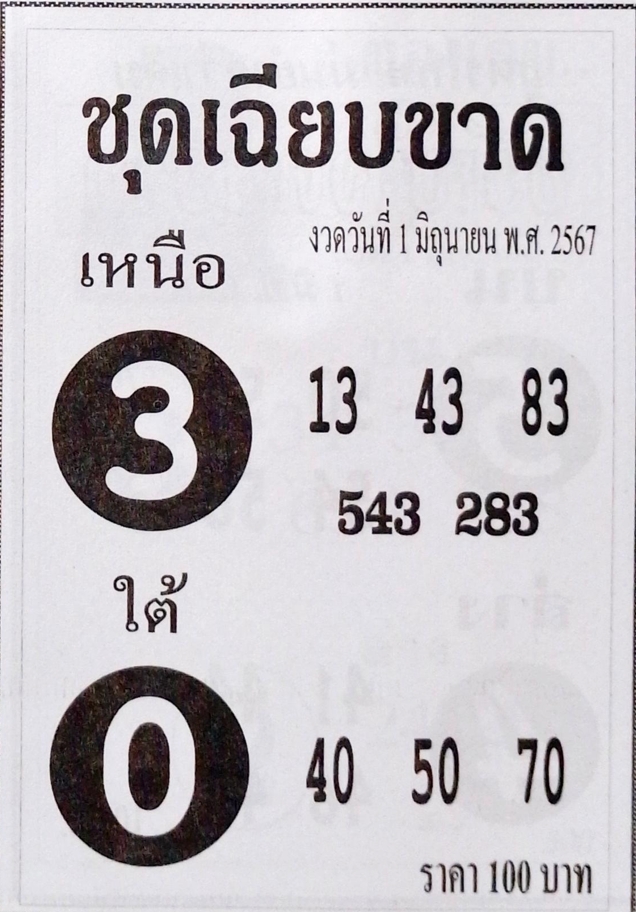 ชุดเฉียบขาด
งวดวันที่ 1 มิถุนายน พ.ศ. 2567
เหนือ
3
13 43 83
543 283
ใต้
0
40 50 70
ราคา 100 บาท